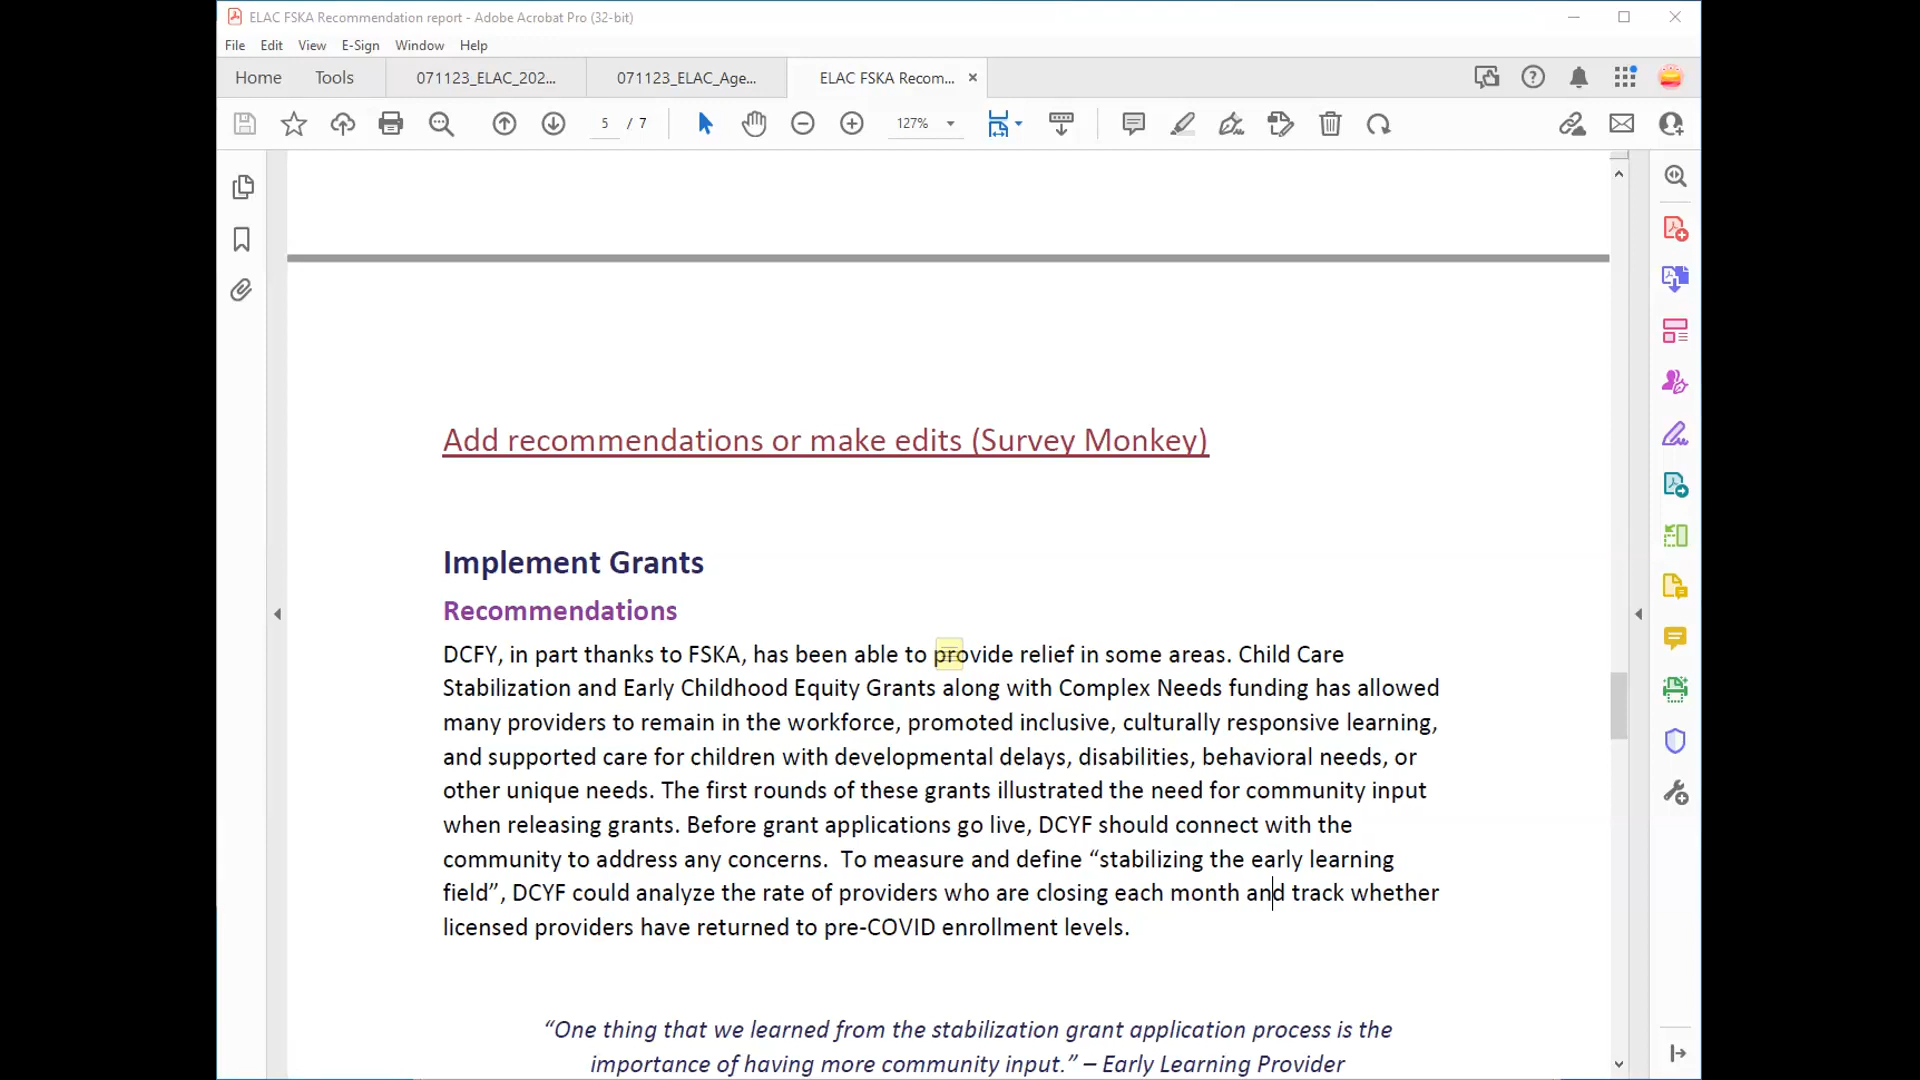 ELAC FSKA Recommendation report - Adobe Acrobat Pro (32-bit)
File Edit View E-Sign Window Help
Home Tools 071123_ELAC_202... 071123_ELAC_Age... ELAC FSKA Recom...
5 / 7 127%
Add recommendations or make edits (Survey Monkey)
Implement Grants
Recommendations
DCFY, in part thanks to FSKA, has been able to provide relief in some areas. Child Care
Stabilization and Early Childhood Equity Grants along with Complex Needs funding has allowed
many providers to remain in the workforce, promoted inclusive, culturally responsive learning,
and supported care for children with developmental delays, disabilities, behavioral needs, or
other unique needs. The first rounds of these grants illustrated the need for community input
when releasing grants. Before grant applications go live, DCYF should connect with the
community to address any concerns.  To measure and define “stabilizing the early learning
field”, DCYF could analyze the rate of providers who are closing each month and track whether
licensed providers have returned to pre-COVID enrollment levels.
“One thing that we learned from the stabilization grant application process is the
importance of having more community input.” – Early Learning Provider